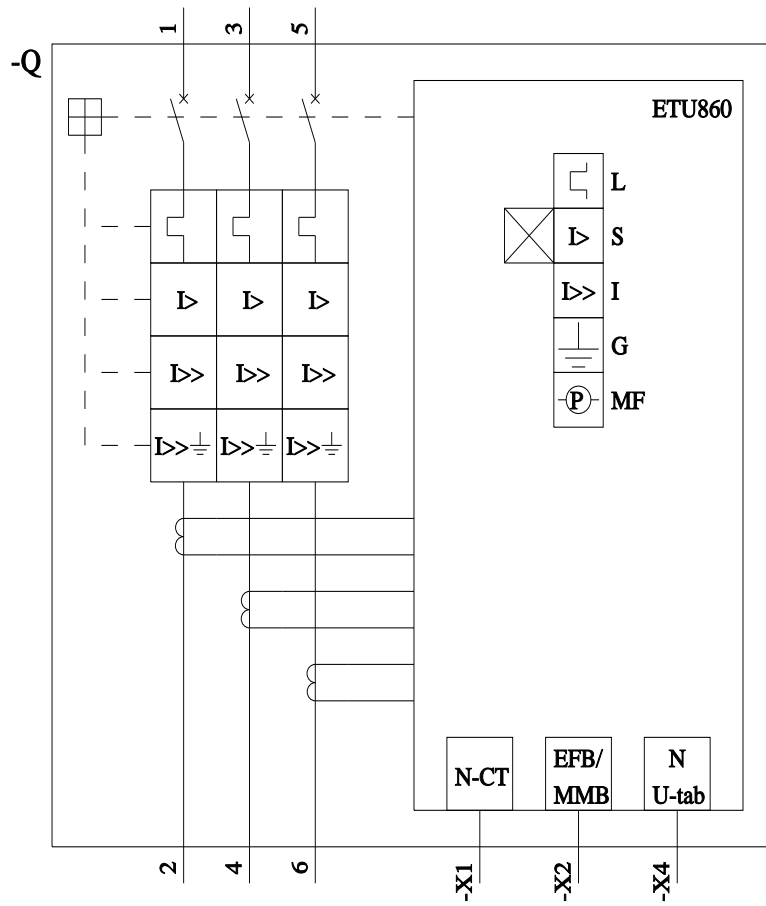 1 3 5
-Q
ETU860
L
I> S
I> I> I> I>> I
I>> I>> I>> G
P MF
I>> I>> I>>
N-CT EFB/ N
MMB U-tab
2 4 6 -X1 -X2 -X4